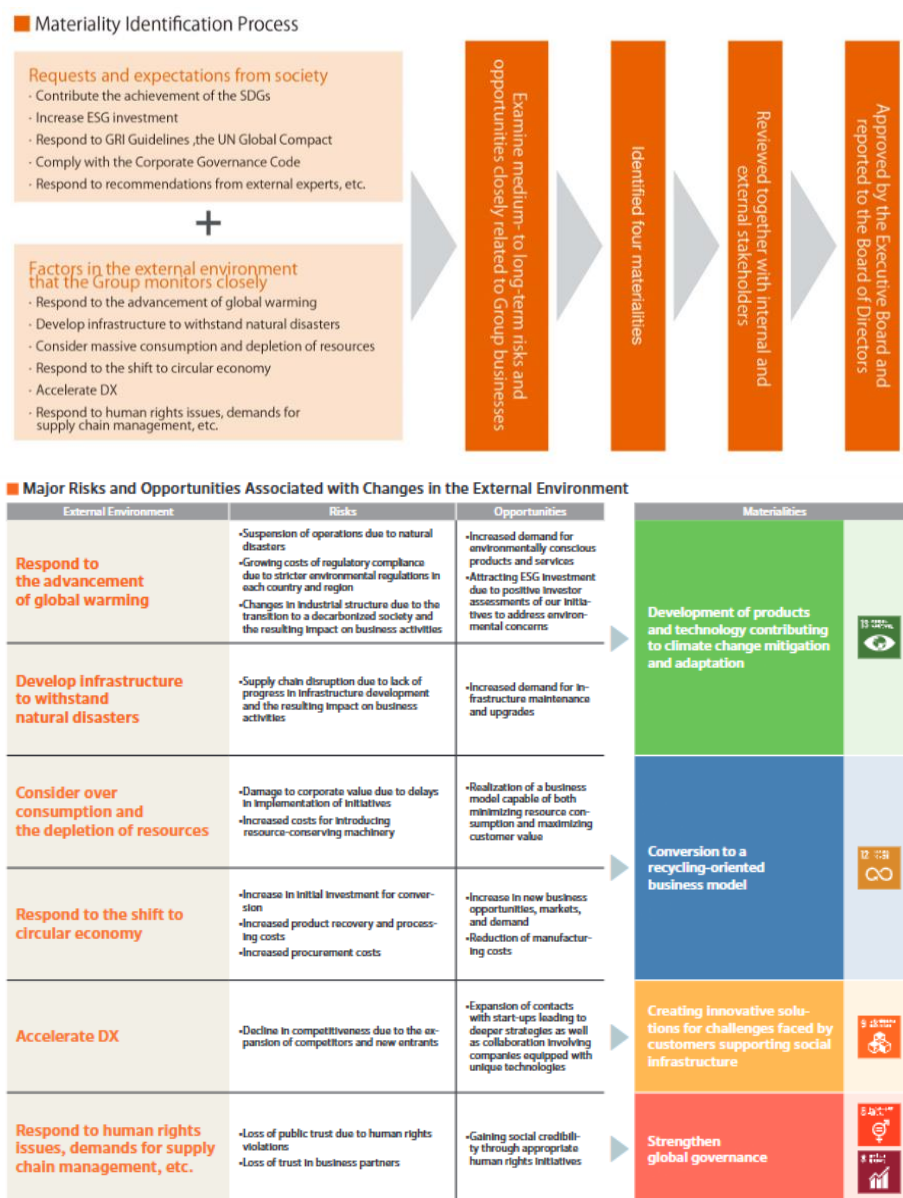 Materiality Identification Process
Requests and expectations from society
· Contribute the achievement of the SDGs
· Increase ESG investment
· Respond to GRI Guidelines ,the UN Global Compact
· Comply with the Corporate Governance Code
· Respond to recommendations from external experts, etc.
+
Factors in the external environment
that the Group monitors closely
· Respond to the advancement of global warming
· Develop infrastructure to withstand natural disasters
· Consider massive consumption and depletion of resources
· Respond to the shift to circular economy
· Accelerate DX
· Respond to human rights issues, demands for
supply chain management, etc.
Examine medium- to long-term risks and
opportunities closely related to Group businesses
Identified four materialities
Reviewed together with internal and
external stakeholders
Approved by the Executive Board and
reported to the Board of Directors
Major Risks and Opportunities Associated with Changes in the External Environment
External Environment
Risks
Opportunities
Materialities
Respond to
the advancement
of global warming
•Suspension of operations due to natural
disasters
•Growing costs of regulatory compliance
due to stricter environmental regulations in
each country and region
•Changes in industrial structure due to the
transition to a decarbonized society and
the resulting impact on business activities
•Increased demand for
environmentally conscious
products and services
•Attracting ESG investment
due to positive investor
assessments of our initia-
tives to address environ-
mental concerns
Develop infrastructure
to withstand
natural disasters
•Supply chain disruption due to lack of
progress in infrastructure development
and the resulting impact on business
activities
•Increased demand for in-
frastructure maintenance
and upgrades
Development of products
and technology contributing
to climate change mitigation
and adaptation
13
Consider over
consumption and
the depletion of resources
•Damage to corporate value due to delays
in implementation of initiatives
•Increased costs for introducing
resource-conserving machinery
•Realization of a business
model capable of both
minimizing resource con-
sumption and maximizing
customer value
Respond to the shift to
circular economy
•Increase in initial investment for conver-
sion
•Increased product recovery and process-
ing costs
•Increased procurement costs
•Increase in new business
opportunities, markets,
and demand
•Reduction of manufactur-
ing costs
Conversion to a
recycling-oriented
business model
12
Accelerate DX
•Decline in competitiveness due to the ex-
pansion of competitors and new entrants
•Expansion of contacts
with start-ups leading to
deeper strategies as well
as collaboration involving
companies equipped with
unique technologies
Creating innovative solu-
tions for challenges faced by
customers supporting social
infrastructure
9
Respond to human rights
issues, demands for supply
chain management, etc.
•Loss of public trust due to human rights
violations
•Loss of trust in business partners
•Gaining social credibili-
ty through appropriate
human rights initiatives
Strengthen
global governance
5
8